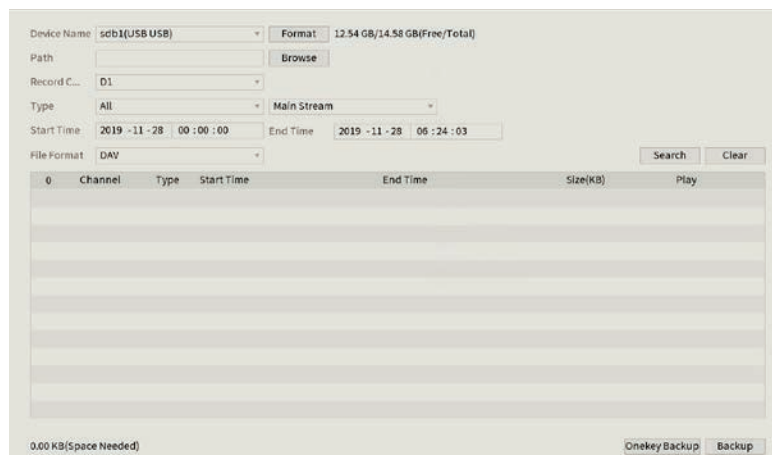 Device Name sdb1(USB USB) Format 12.54 GB/14.58 GB(Free/Total)
Path Browse
Record C... D1
Type All Main Stream
Start Time 2019 -11 -28 00 : 00 : 00 End Time 2019 -11 -28 06 : 24 : 03
File Format DAV
Search Clear
0 Channel Type Start Time End Time Size(KB) Play
0.00 KB(Space Needed)
Onekey Backup Backup